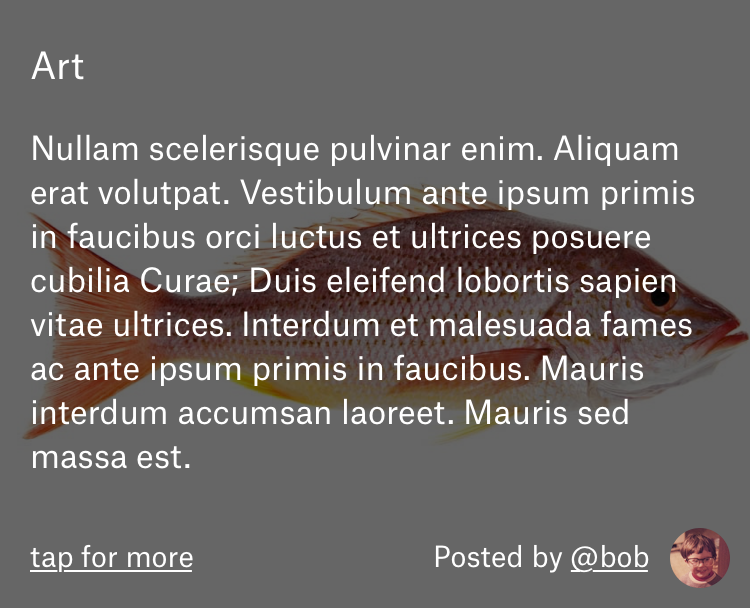 Art
Nullam scelerisque pulvinar enim. Aliquam
erat volutpat. Vestibulum ante ipsum primis
in faucibus orci luctus et ultrices posuere
cubilia Curae; Duis eleifend lobortis sapien
vitae ultrices. Interdum et malesuada fames
ac ante ipsum primis in faucibus. Mauris
interdum accumsan laoreet. Mauris sed
massa est.
tap for more
Posted by @bob